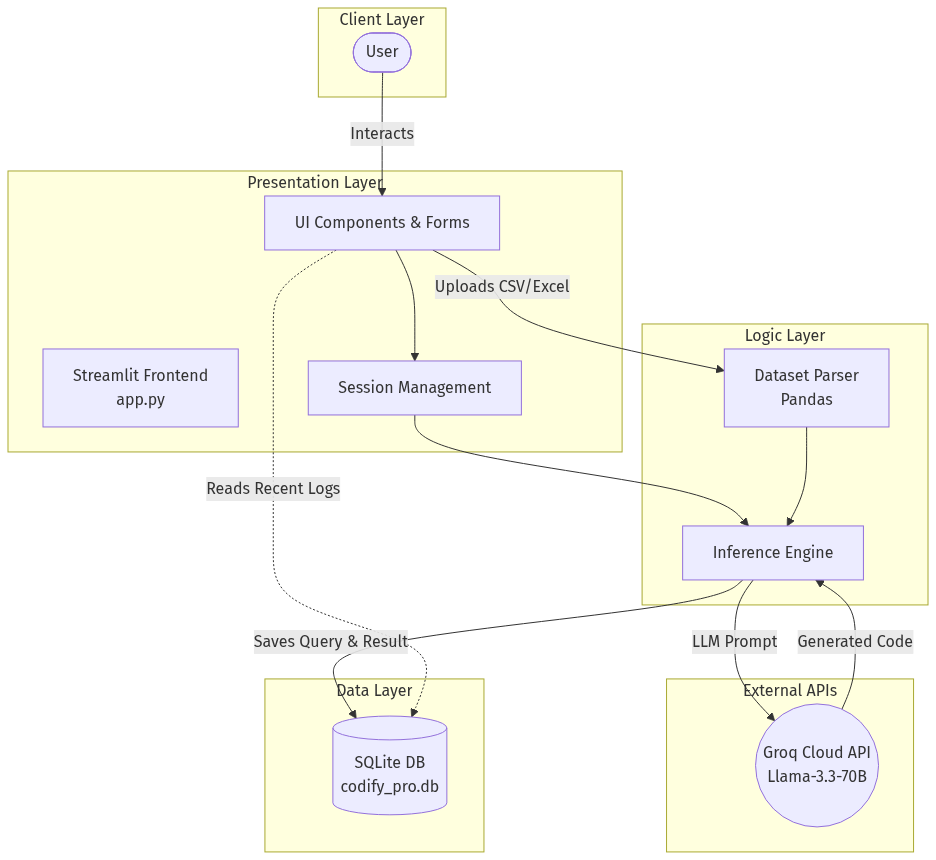 Client Layer
User
Interacts
Presentation Layer
UI Components & Forms
Uploads CSV/Excel
Logic Layer
Streamlit Frontend
app.py
Session Management
Dataset Parser
Pandas
Reads Recent Logs
Inference Engine
Saves Query & Result
LLM Prompt
Generated Code
Data Layer
External APIs
SQLite DB
codify_pro.db
Groq Cloud API
Llama-3.3-70B